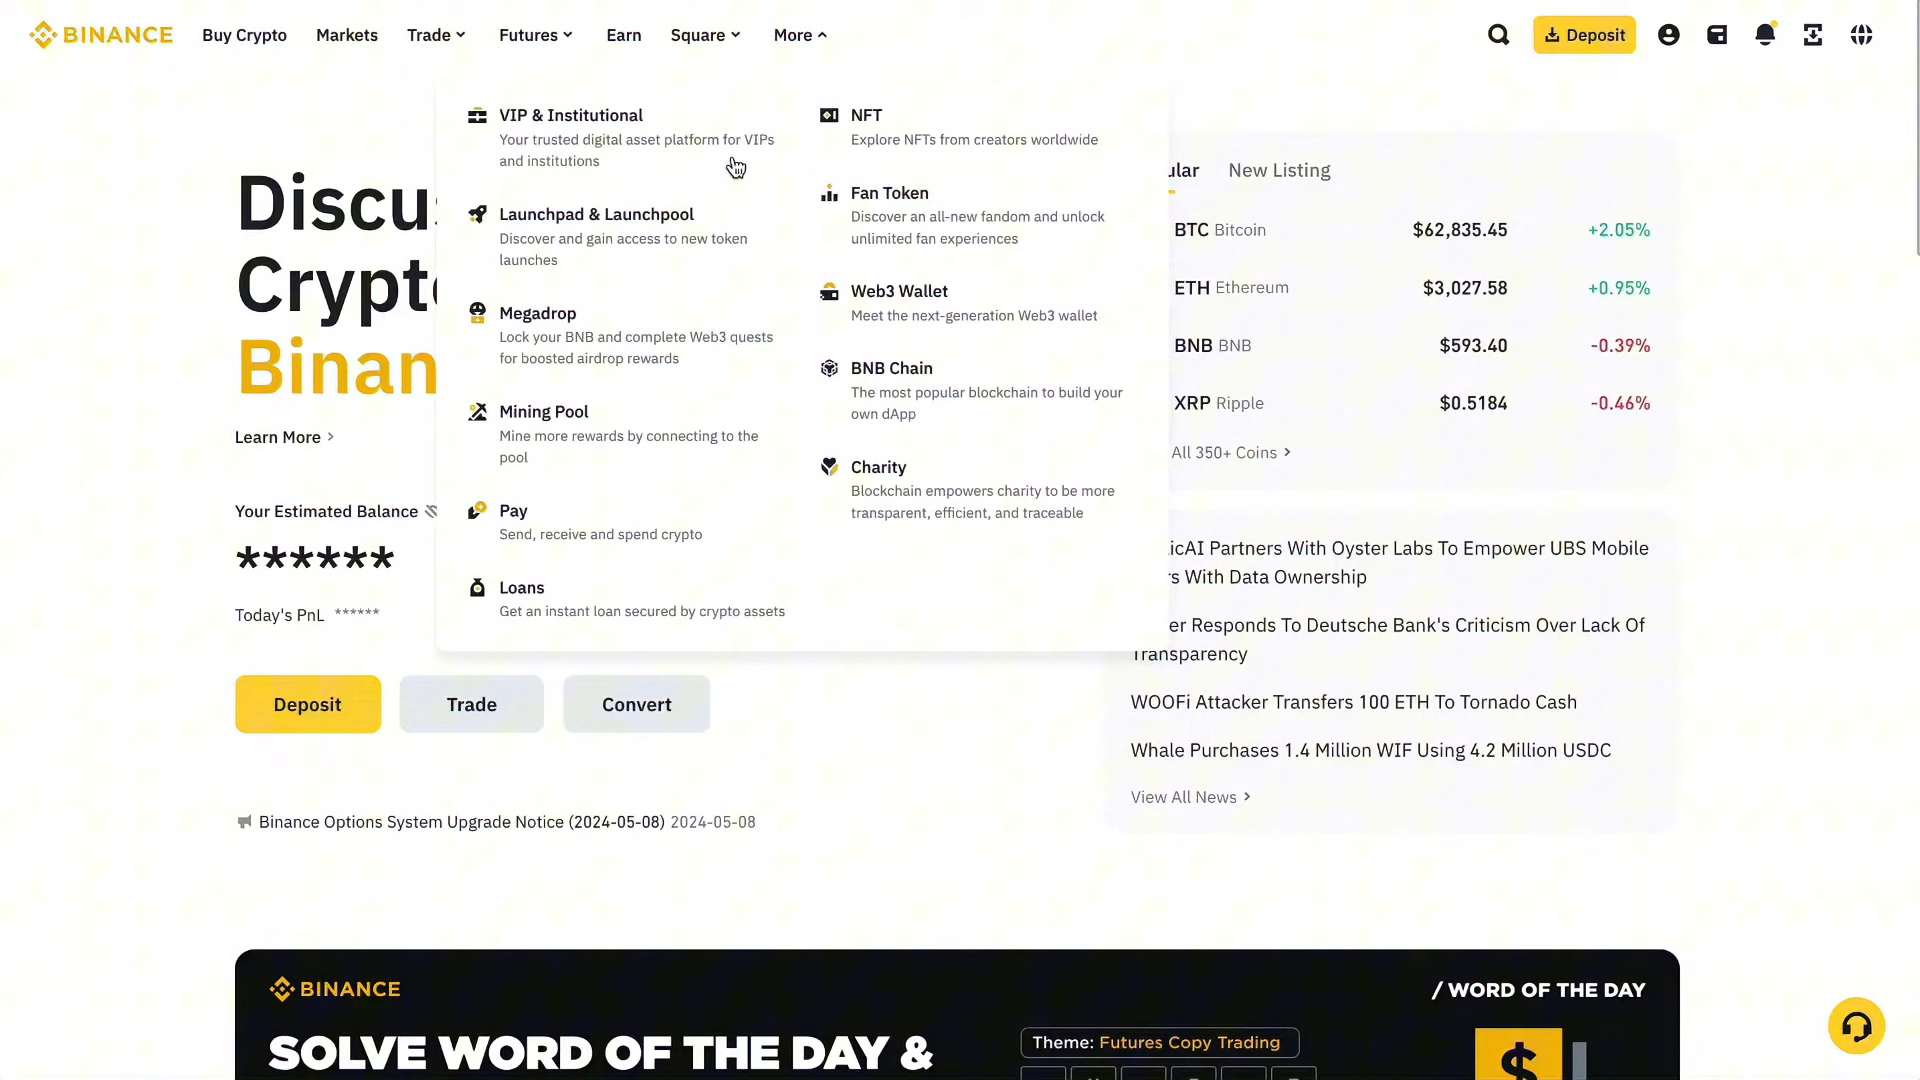 BINANCE
Buy Crypto
Markets
Trade
Futures
Earn
Square
More
Deposit
VIP & Institutional
Your trusted digital asset platform for VIPs
and institutions
Launchpad & Launchpool
Discover and gain access to new token
launches
Megadrop
Lock your BNB and complete Web3 quests
for boosted airdrop rewards
Mining Pool
Mine more rewards by connecting to the
pool
Pay
Send, receive and spend crypto
Loans
Get an instant loan secured by crypto assets
NFT
Explore NFTs from creators worldwide
Fan Token
Discover an all-new fandom and unlock
unlimited fan experiences
Web3 Wallet
Meet the next-generation Web3 wallet
BNB Chain
The most popular blockchain to build your
own dApp
Charity
Blockchain empowers charity to be more
transparent, efficient, and traceable
Discu
Crypt
Binan
Learn More >
Your Estimated Balance
******
Today's PnL ******
Deposit
Trade
Convert
Binance Options System Upgrade Notice (2024-05-08) 2024-05-08
ular New Listing
BTC Bitcoin $62,835.45 +2.05%
ETH Ethereum $3,027.58 +0.95%
BNB BNB $593.40 -0.39%
XRP Ripple $0.5184 -0.46%
All 350+ Coins >
icAI Partners With Oyster Labs To Empower UBS Mobile
s With Data Ownership
er Responds To Deutsche Bank's Criticism Over Lack Of
Transparency
WOOFi Attacker Transfers 100 ETH To Tornado Cash
Whale Purchases 1.4 Million WIF Using 4.2 Million USDC
View All News >
BINANCE
/ WORD OF THE DAY
SOLVE WORD OF THE DAY &
Theme: Futures Copy Trading
$